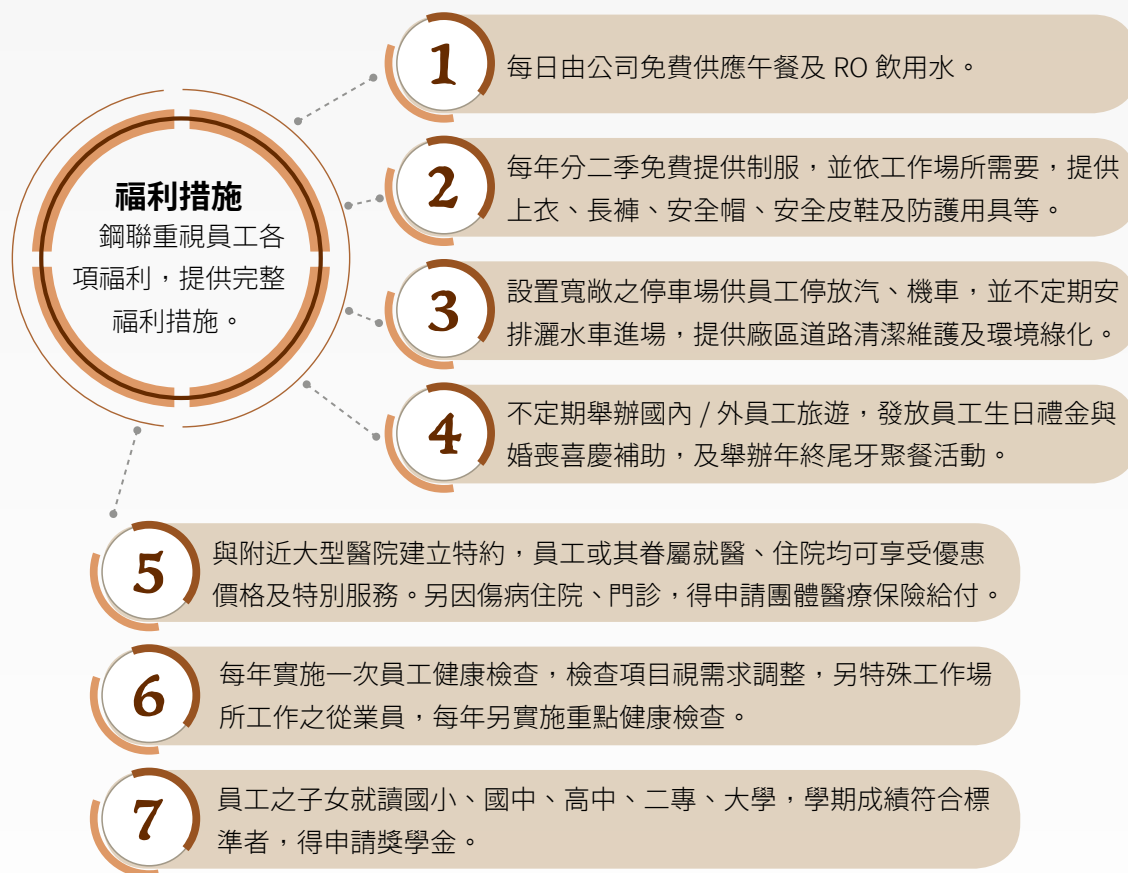 福利措施
鋼聯重視員工各
項福利，提供完整
福利措施。
1
每日由公司免費供應午餐及 RO 飲用水。
2
每年分二季免費提供制服，並依工作場所需要，提供
上衣、長褲、安全帽、安全皮鞋及防護用具等。
3
設置寬敞之停車場供員工停放汽、機車，並不定期安
排灑水車進場，提供廠區道路清潔維護及環境綠化。
4
不定期舉辦國內 / 外員工旅遊，發放員工生日禮金與
婚喪喜慶補助，及舉辦年終尾牙聚餐活動。
5
與附近大型醫院建立特約，員工或其眷屬就醫、住院均可享受優惠
價格及特別服務。另因傷病住院、門診，得申請團體醫療保險給付。
6
每年實施一次員工健康檢查，檢查項目視需求調整，另特殊工作場
所工作之從業員，每年另實施重點健康檢查。
7
員工之子女就讀國小、國中、高中、二專、大學，學期成績符合標
準者，得申請獎學金。